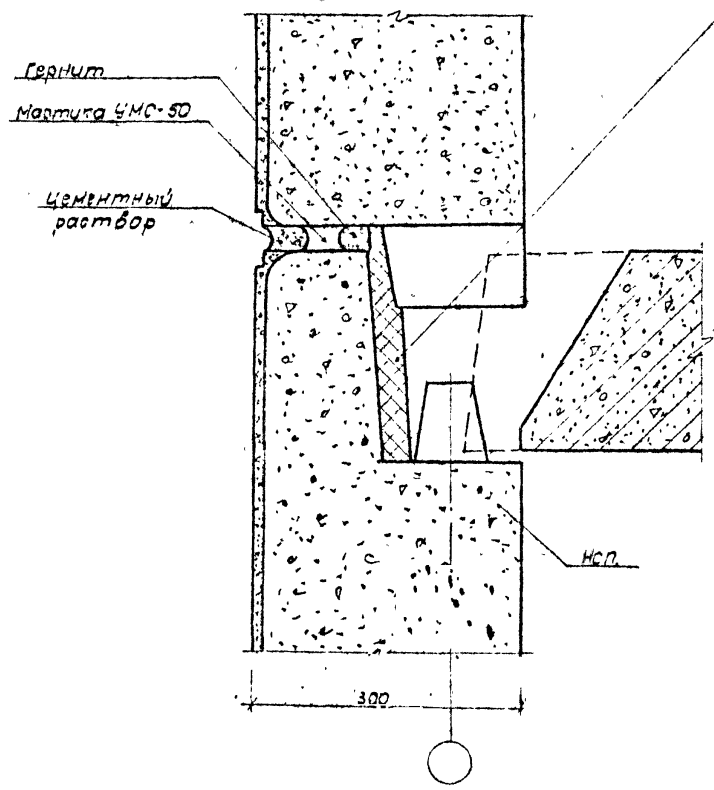 Гернит
Мастика УМС-50
цементный
раствор
нсп.
300